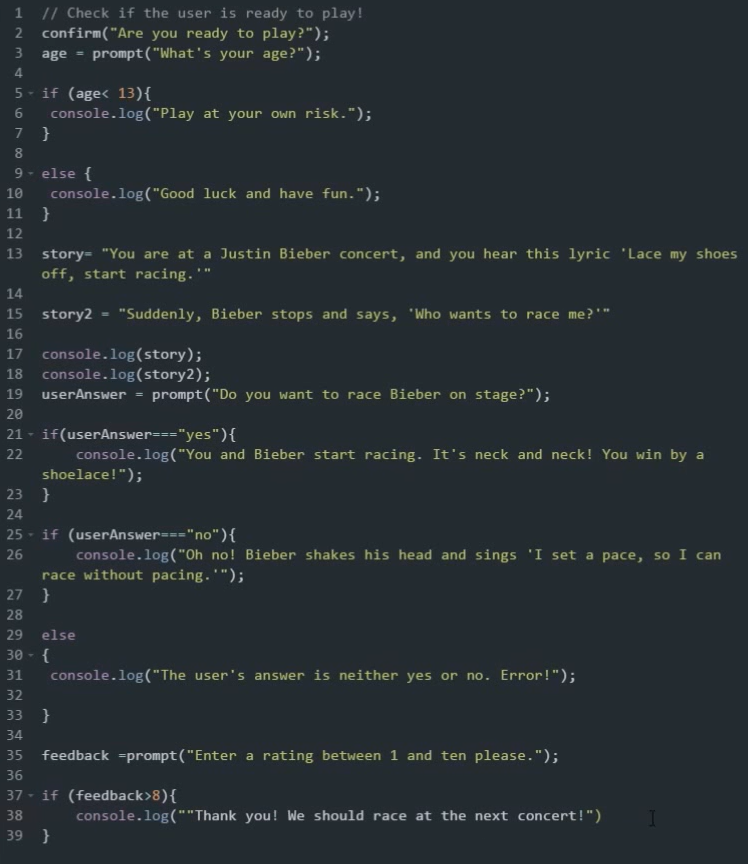 1 // Check if the user is ready to play!
2 confirm("Are you ready to play?");
3 age = prompt("What's your age?");
4
5 if (age< 13){
6  console.log("Play at your own risk.");
7 }
8
9 else {
10  console.log("Good luck and have fun.");
11 }
12
13 story= "You are at a Justin Bieber concert, and you hear this lyric 'Lace my shoes
off, start racing.'"
14
15 story2 = "Suddenly, Bieber stops and says, 'Who wants to race me?'"
16
17 console.log(story);
18 console.log(story2);
19 userAnswer = prompt("Do you want to race Bieber on stage?");
20
21 if(userAnswer==="yes"){
22     console.log("You and Bieber start racing. It's neck and neck! You win by a
shoelace!");
23 }
24
25 if (userAnswer==="no"){
26     console.log("Oh no! Bieber shakes his head and sings 'I set a pace, so I can
race without pacing.'");
27 }
28
29 else
30 {
31  console.log("The user's answer is neither yes or no. Error!");
32
33 }
34
35 feedback =prompt("Enter a rating between 1 and ten please.");
36
37 if (feedback>8){
38     console.log(""Thank you! We should race at the next concert!")
39 }